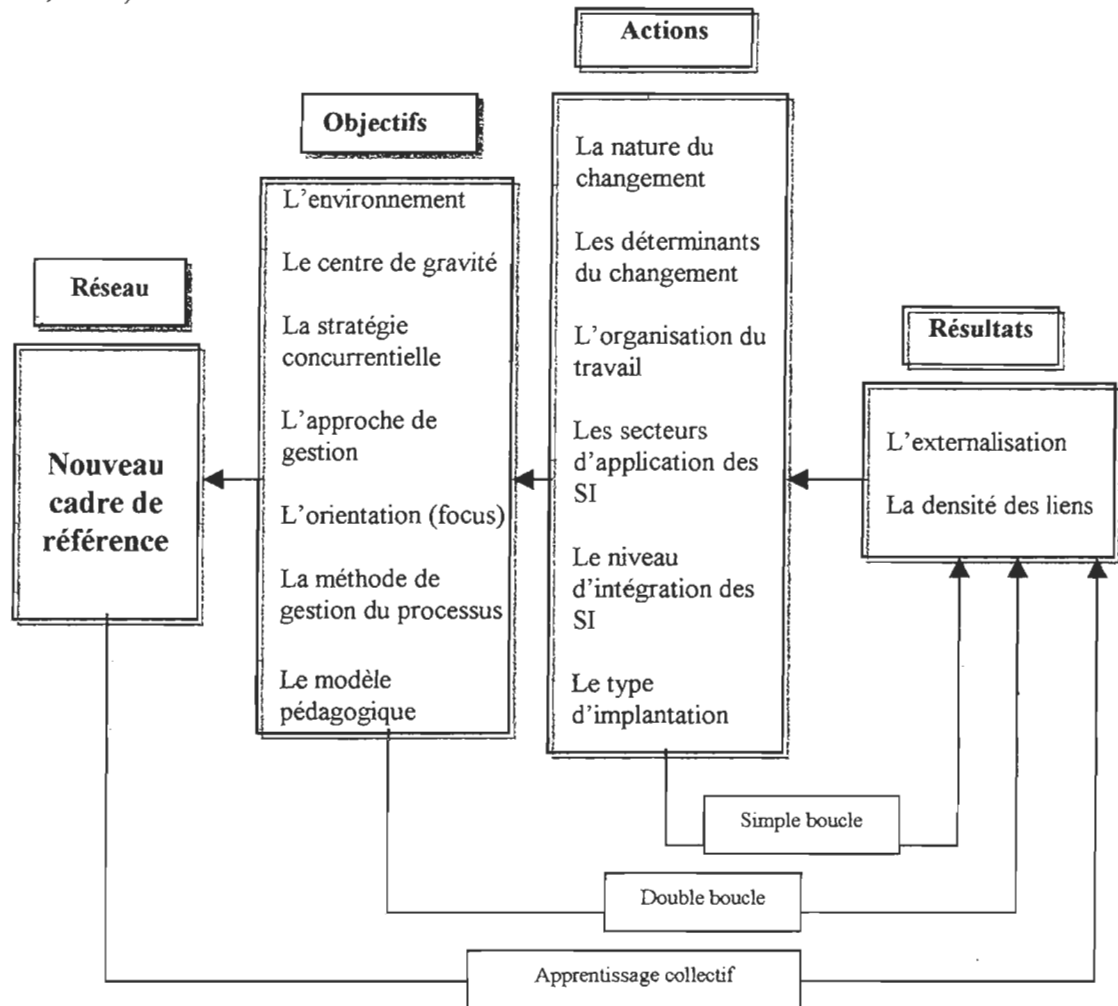 Réseau
Nouveau
cadre de
référence
Objectifs
L'environnement
Le centre de gravité
La stratégie
concurrentielle
L'approche de
gestion
L'orientation (focus)
La méthode de
gestion du processus
Le modèle
pédagogique
Actions
La nature du
changement
Les déterminants
du changement
L'organisation du
travail
Les secteurs
d'application des
SI
Le niveau
d'intégration des
SI
Le type
d'implantation
Résultats
L'externalisation
La densité des liens
Simple boucle
Double boucle
Apprentissage collectif